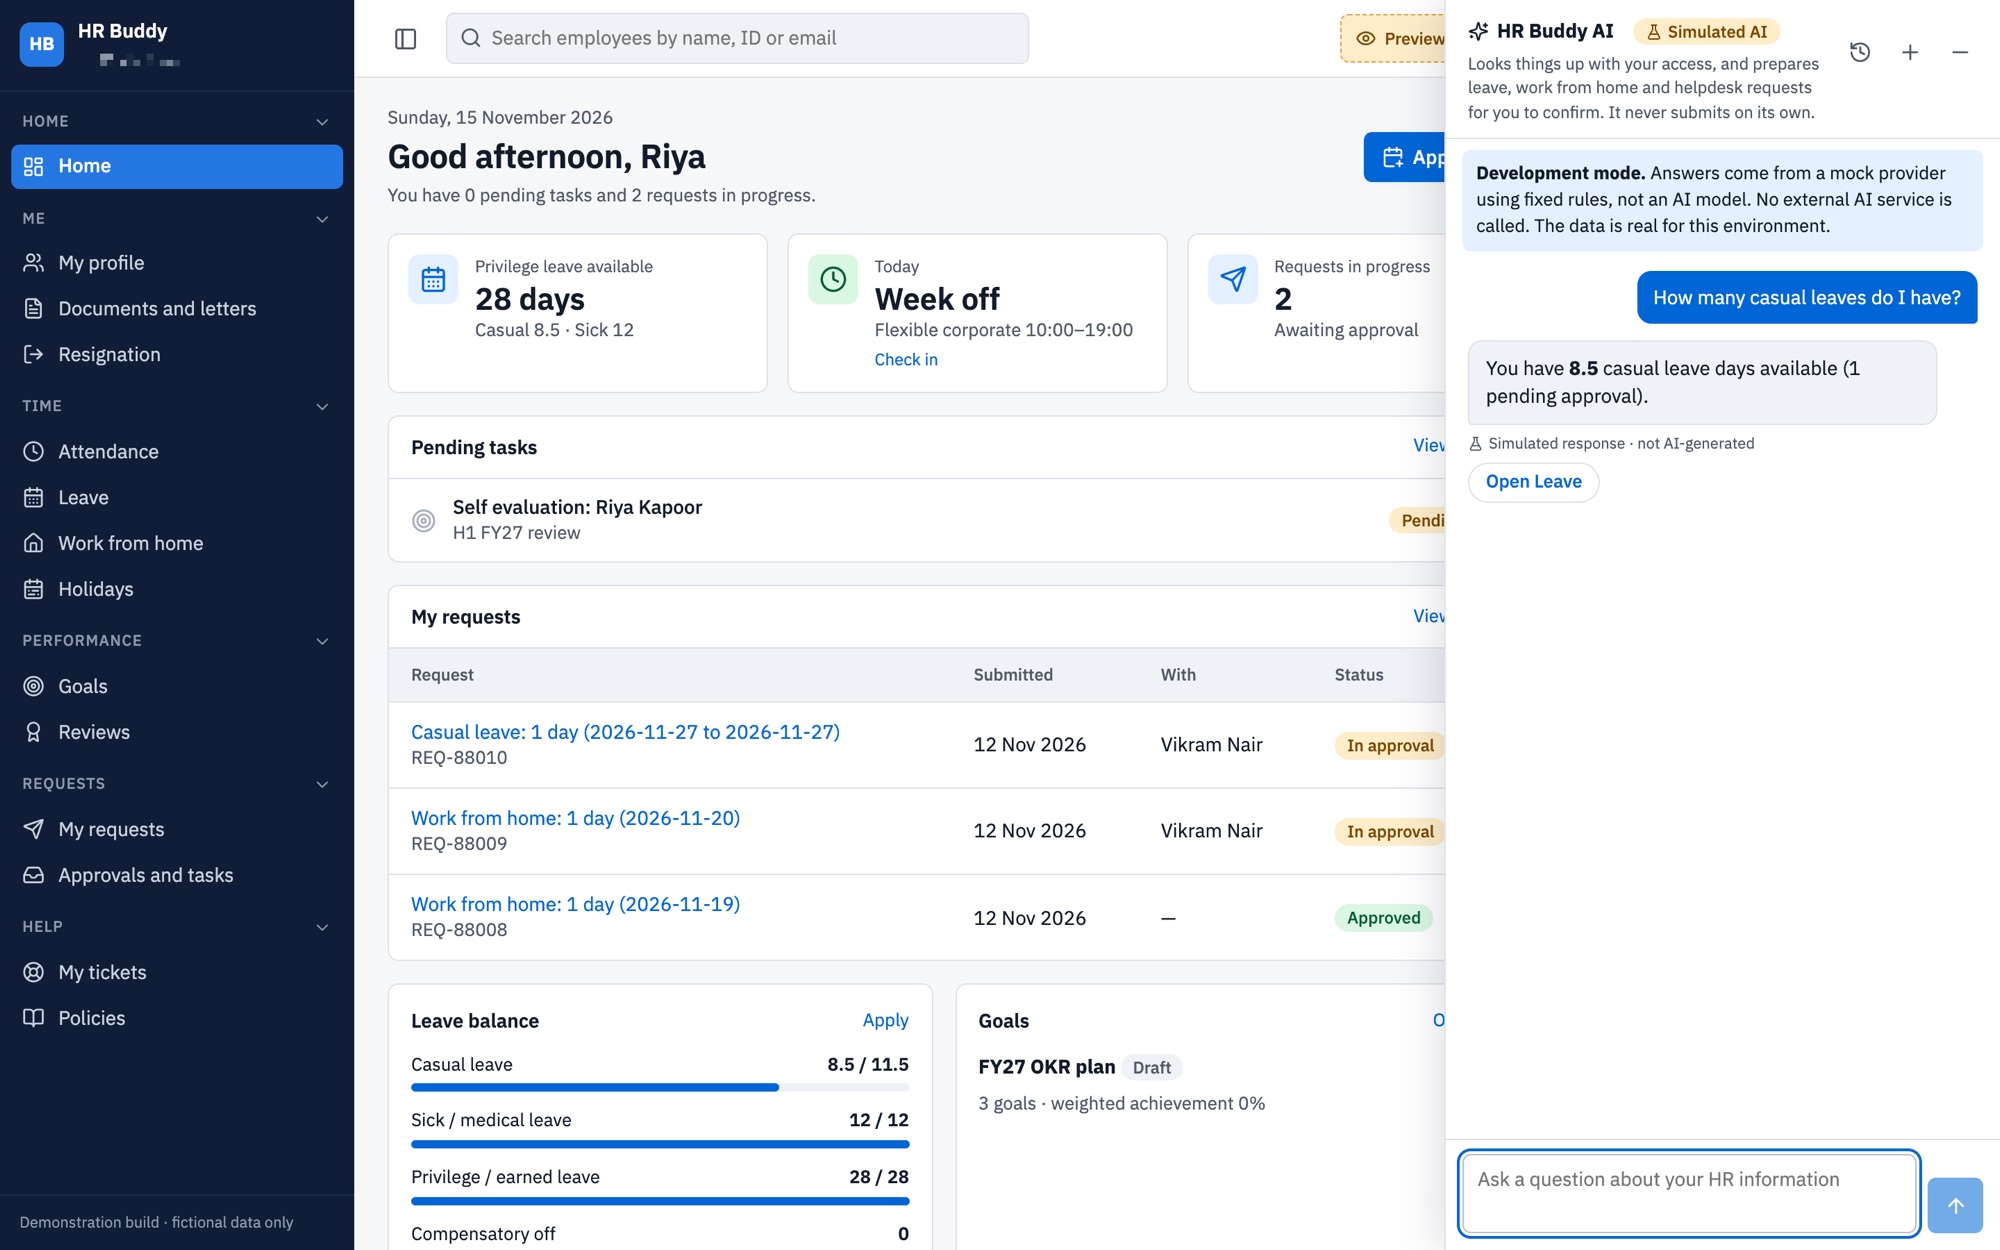 HB
HR Buddy
HOME
Home
ME
My profile
Documents and letters
Resignation
TIME
Attendance
Leave
Work from home
Holidays
PERFORMANCE
Goals
Reviews
REQUESTS
My requests
Approvals and tasks
HELP
My tickets
Policies
Demonstration build · fictional data only
Search employees by name, ID or email
Preview
Sunday, 15 November 2026
Good afternoon, Riya
You have 0 pending tasks and 2 requests in progress.
App
Privilege leave available
28 days
Casual 8.5 · Sick 12
Today
Week off
Flexible corporate 10:00–19:00
Check in
Requests in progress
2
Awaiting approval
Pending tasks
View
Self evaluation: Riya Kapoor
H1 FY27 review
Pendi
My requests
View
Request Submitted With Status
Casual leave: 1 day (2026-11-27 to 2026-11-27)
REQ-88010
12 Nov 2026
Vikram Nair
In approval
Work from home: 1 day (2026-11-20)
REQ-88009
12 Nov 2026
Vikram Nair
In approval
Work from home: 1 day (2026-11-19)
REQ-88008
12 Nov 2026
—
Approved
Leave balance
Apply
Casual leave 8.5 / 11.5
Sick / medical leave 12 / 12
Privilege / earned leave 28 / 28
Compensatory off 0
Goals
O
FY27 OKR plan Draft
3 goals · weighted achievement 0%
HR Buddy AI
Simulated AI
Looks things up with your access, and prepares
leave, work from home and helpdesk requests
for you to confirm. It never submits on its own.
Development mode. Answers come from a mock provider
using fixed rules, not an AI model. No external AI service is
called. The data is real for this environment.
How many casual leaves do I have?
You have 8.5 casual leave days available (1
pending approval).
Simulated response · not AI-generated
Open Leave
Ask a question about your HR information